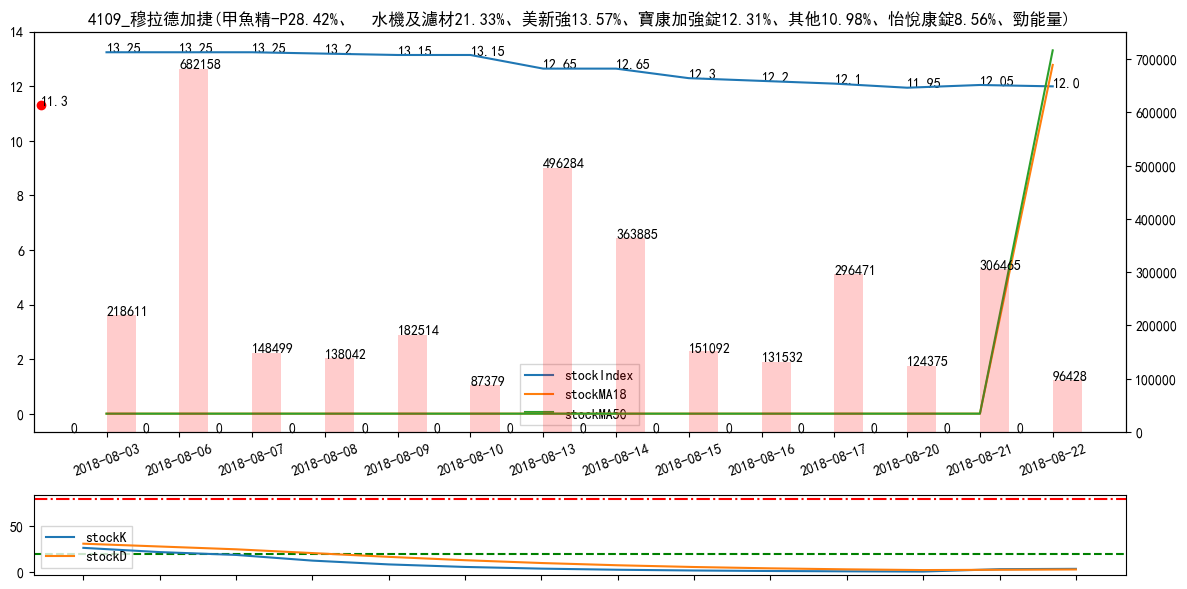 4109_穆拉德加捷(甲魚精-P28.42%、 水機及濾材21.33%、美新強13.57%、寶康加強錠12.31%、其他10.98%、怡悅康錠8.56%、勁能量)
14
12
10
8
6
4
2
0
700000
600000
500000
400000
300000
200000
100000
0
13.25 13.25 13.25 13.2 13.15 13.15 12.65 12.65 12.3 12.2 12.1 11.95 12.05 12.0
11.3
218611 682158 148499 138042 182514 87379 496284 363885 151092 131532 296471 124375 306465 96428
0 0 0 0 0 0 0 0 0 0 0 0 0 0
stockIndex
stockMA18
stockMA50
2018-08-03 2018-08-06 2018-08-07 2018-08-08 2018-08-09 2018-08-10 2018-08-13 2018-08-14 2018-08-15 2018-08-16 2018-08-17 2018-08-20 2018-08-21 2018-08-22
50
0
stockK
stockD